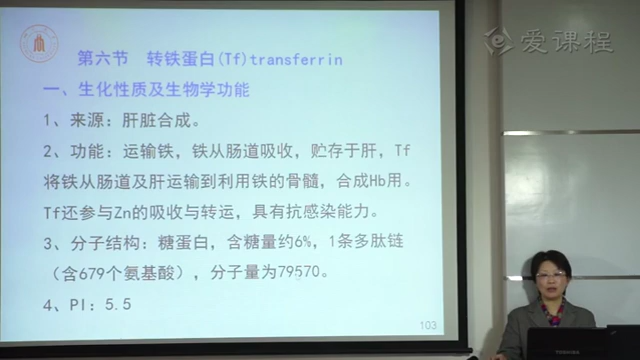 第六节 转铁蛋白(Tf)transferrin
爱课程
一、生化性质及生物学功能
1、来源：肝脏合成。
2、功能：运输铁，铁从肠道吸收，贮存于肝，Tf
将铁从肠道及肝运输到利用铁的骨髓，合成Hb用。
Tf还参与Zn的吸收与转运，具有抗感染能力。
3、分子结构：糖蛋白，含糖量约6%，1条多肽链
（含679个氨基酸），分子量为79570。
4、PI：5.5
103
TOSHIBA